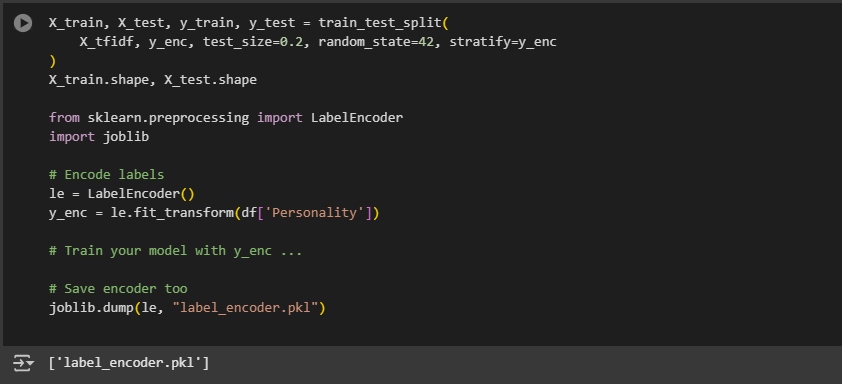 X_train, X_test, y_train, y_test = train_test_split(
    X_tfidf, y_enc, test_size=0.2, random_state=42, stratify=y_enc
)
X_train.shape, X_test.shape
from sklearn.preprocessing import LabelEncoder
import joblib
# Encode labels
le = LabelEncoder()
y_enc = le.fit_transform(df['Personality'])
# Train your model with y_enc ...
# Save encoder too
joblib.dump(le, "label_encoder.pkl")
['label_encoder.pkl']